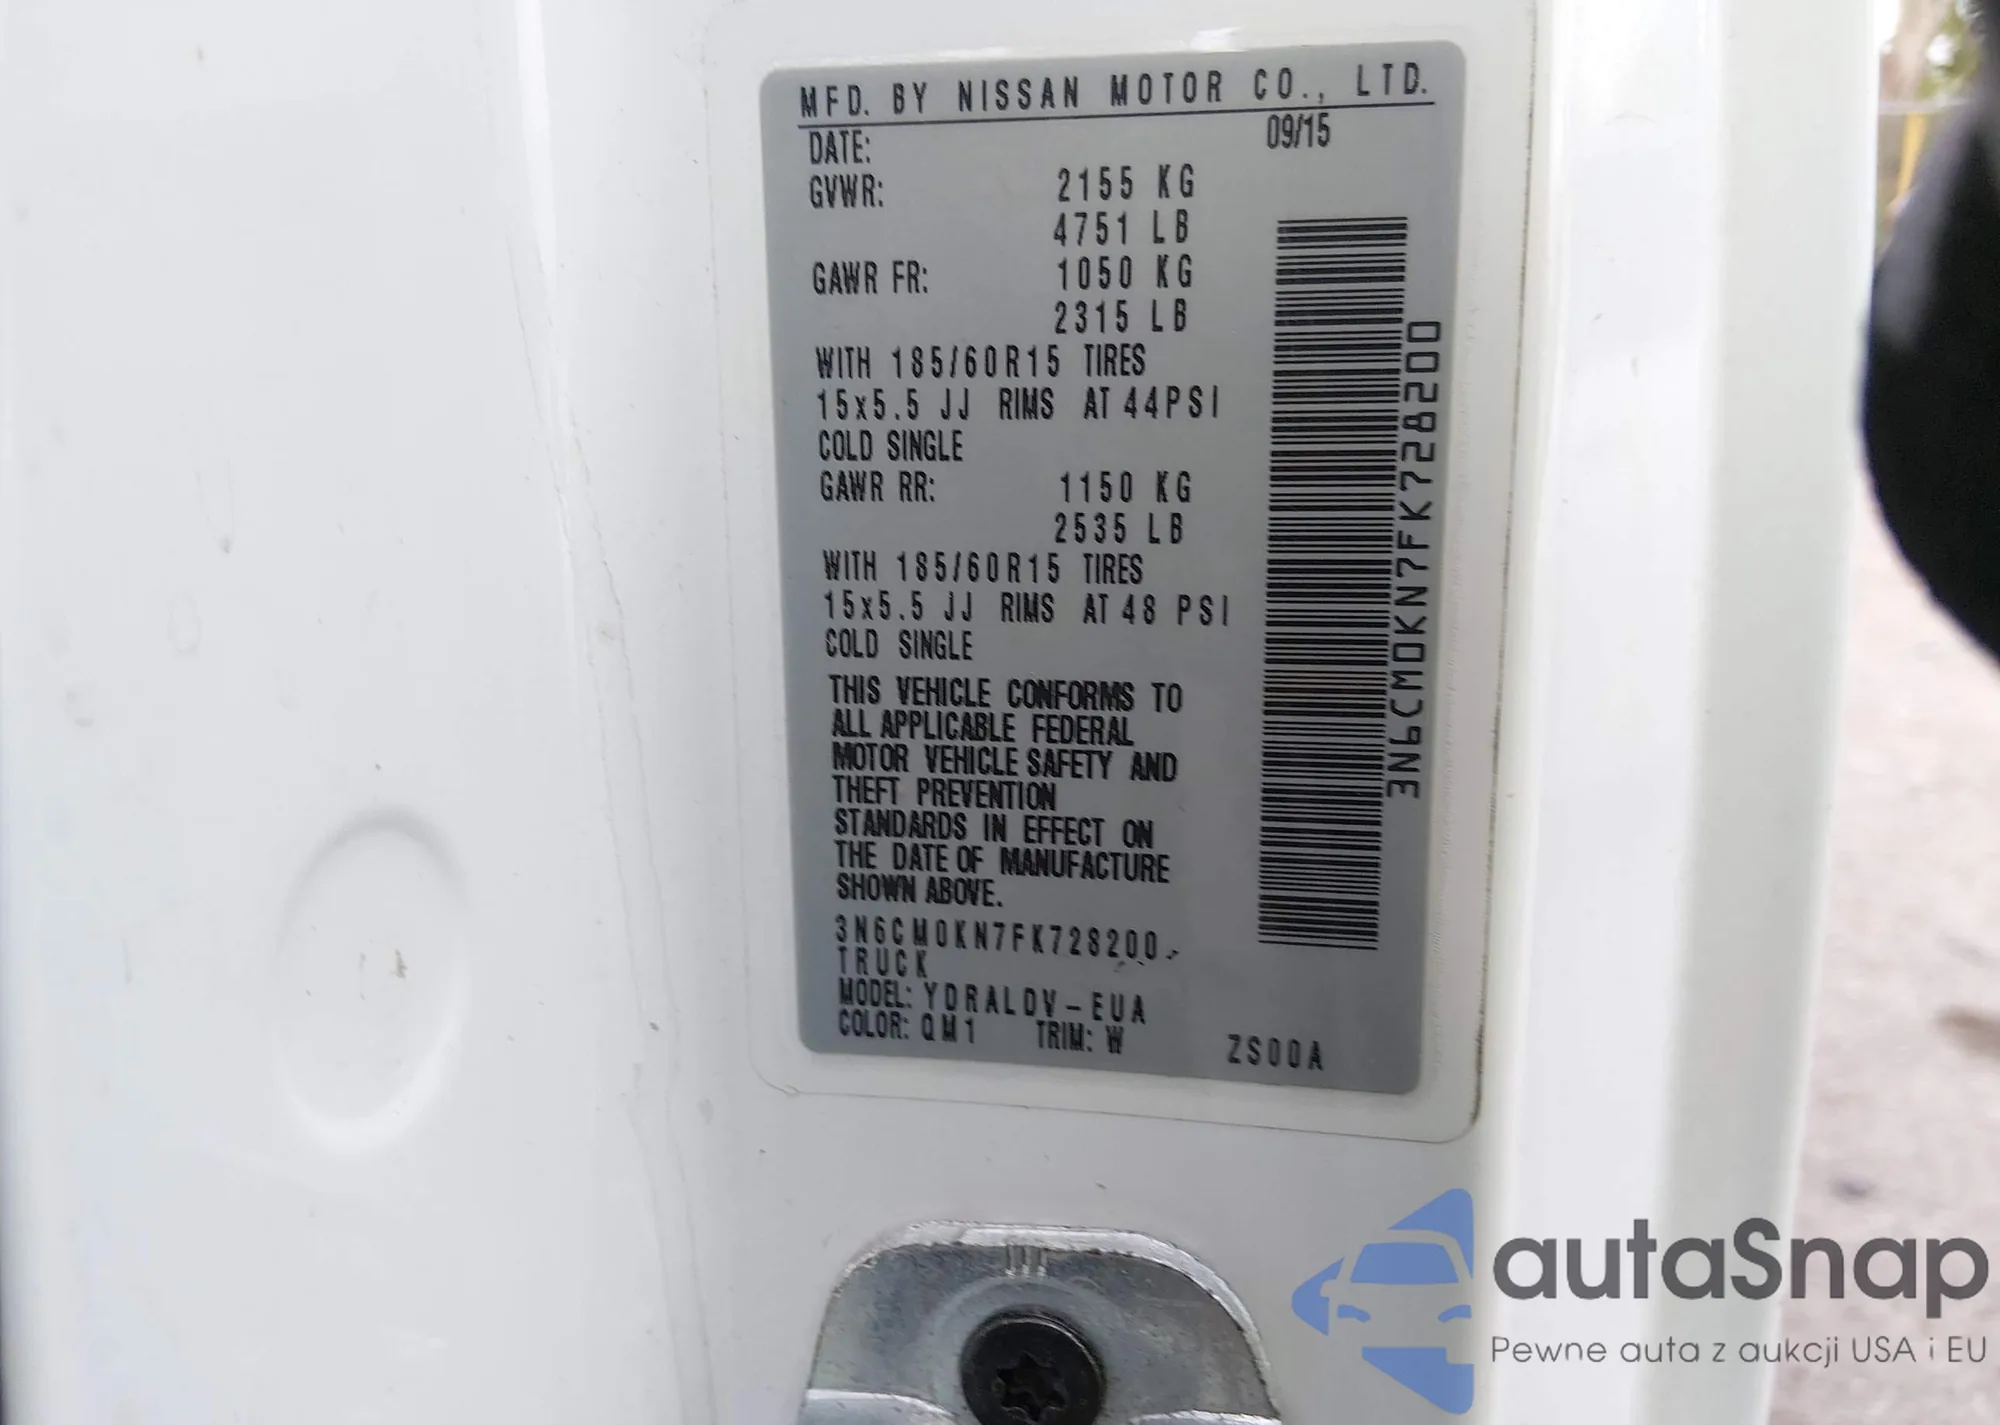 MFD. BY NISSAN MOTOR CO., LTD.
DATE: 09/15
GVWR: 2155 KG
4751 LB
GAWR FR: 1050 KG
2315 LB
WITH 185/60R15 TIRES
15x5.5 JJ RIMS AT 44PSI
COLD SINGLE
GAWR RR: 1150 KG
2535 LB
WITH 185/60R15 TIRES
15x5.5 JJ RIMS AT 48 PSI
COLD SINGLE
THIS VEHICLE CONFORMS TO
ALL APPLICABLE FEDERAL
MOTOR VEHICLE SAFETY AND
THEFT PREVENTION
STANDARDS IN EFFECT ON
THE DATE OF MANUFACTURE
SHOWN ABOVE.
3N6CM0KN7FK728200
TRUCK
MODEL: YDRALDV-EUA
COLOR: QM1 TRIM: W ZS00A
3N6CM0KN7FK728200
autaSnap
Pewne auta z aukcji USA i EU